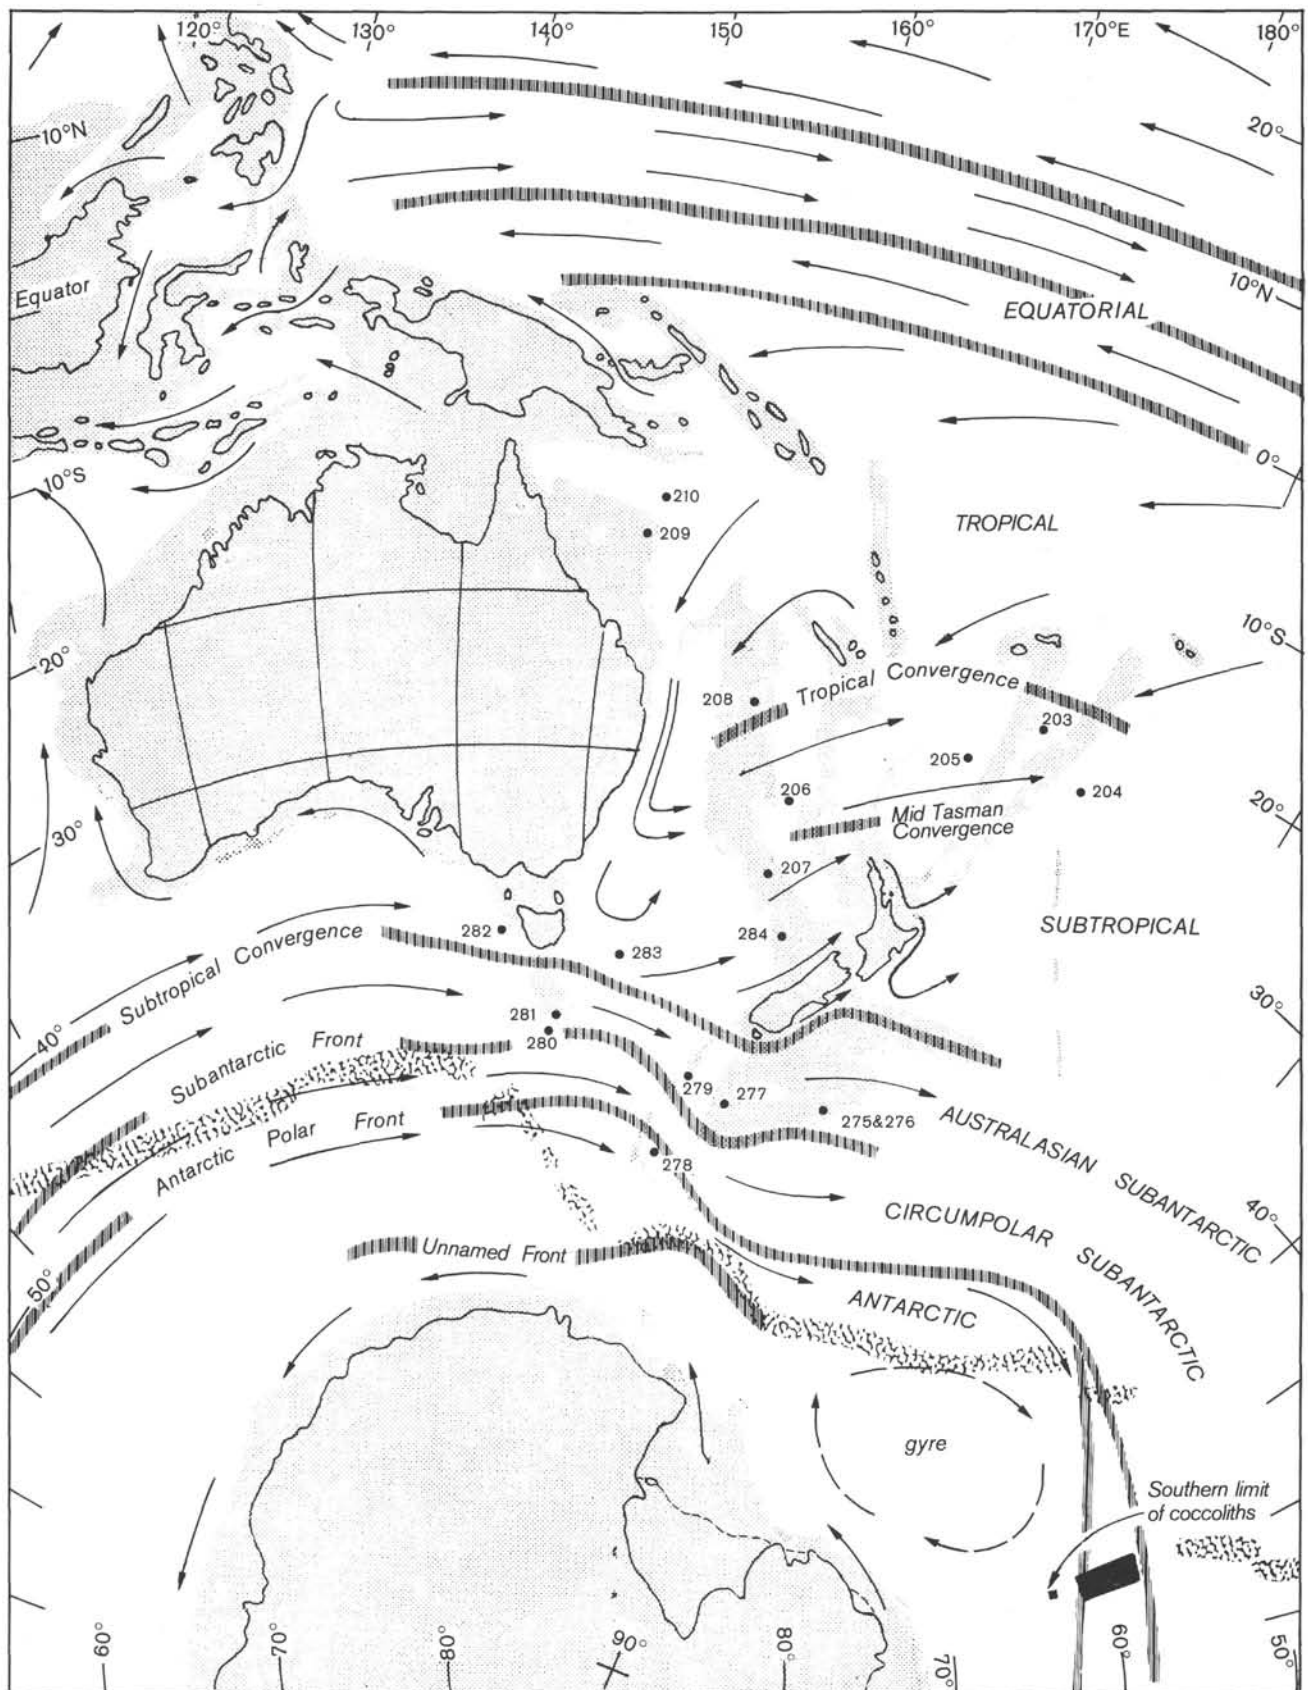 120°
130°
140°
150°
160°
170°E
180°
10°N
20°
Equator
10°N
EQUATORIAL
0°
10°S
210
209
TROPICAL
10°S
20°
208
Tropical Convergence
203
205
206
204
Mid Tasman
Convergence
20°
30°
207
SUBTROPICAL
282
284
283
Subtropical Convergence
30°
40°
281
280
Subantarctic Front
279
277
275&276
Antarctic Polar Front
278
AUSTRALASIAN SUBANTARCTIC
40°
CIRCUMPOLAR SUBANTARCTIC
Unnamed Front
50°
ANTARCTIC
gyre
Southern limit
of coccoliths
60°
70°
80°
90°
80°
70°
60°
50°